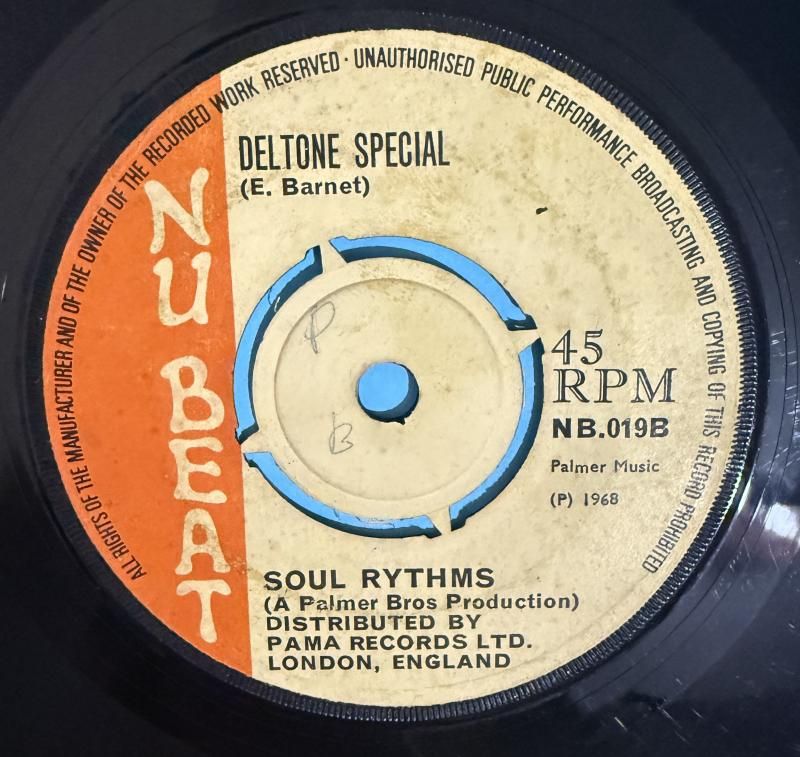 ALL RIGHTS OF THE MANUFACTURER AND OF THE OWNER OF THE RECORDED WORK RESERVED · UNAUTHORISED PUBLIC PERFORMANCE BROADCASTING AND COPYING OF THIS RECORD PROHIBITED
NU BEAT
DELTONE SPECIAL
(E. Barnet)
P
B
45
RPM
NB.019B
Palmer Music
(P) 1968
SOUL RYTHMS
(A Palmer Bros Production)
DISTRIBUTED BY
PAMA RECORDS LTD.
LONDON, ENGLAND